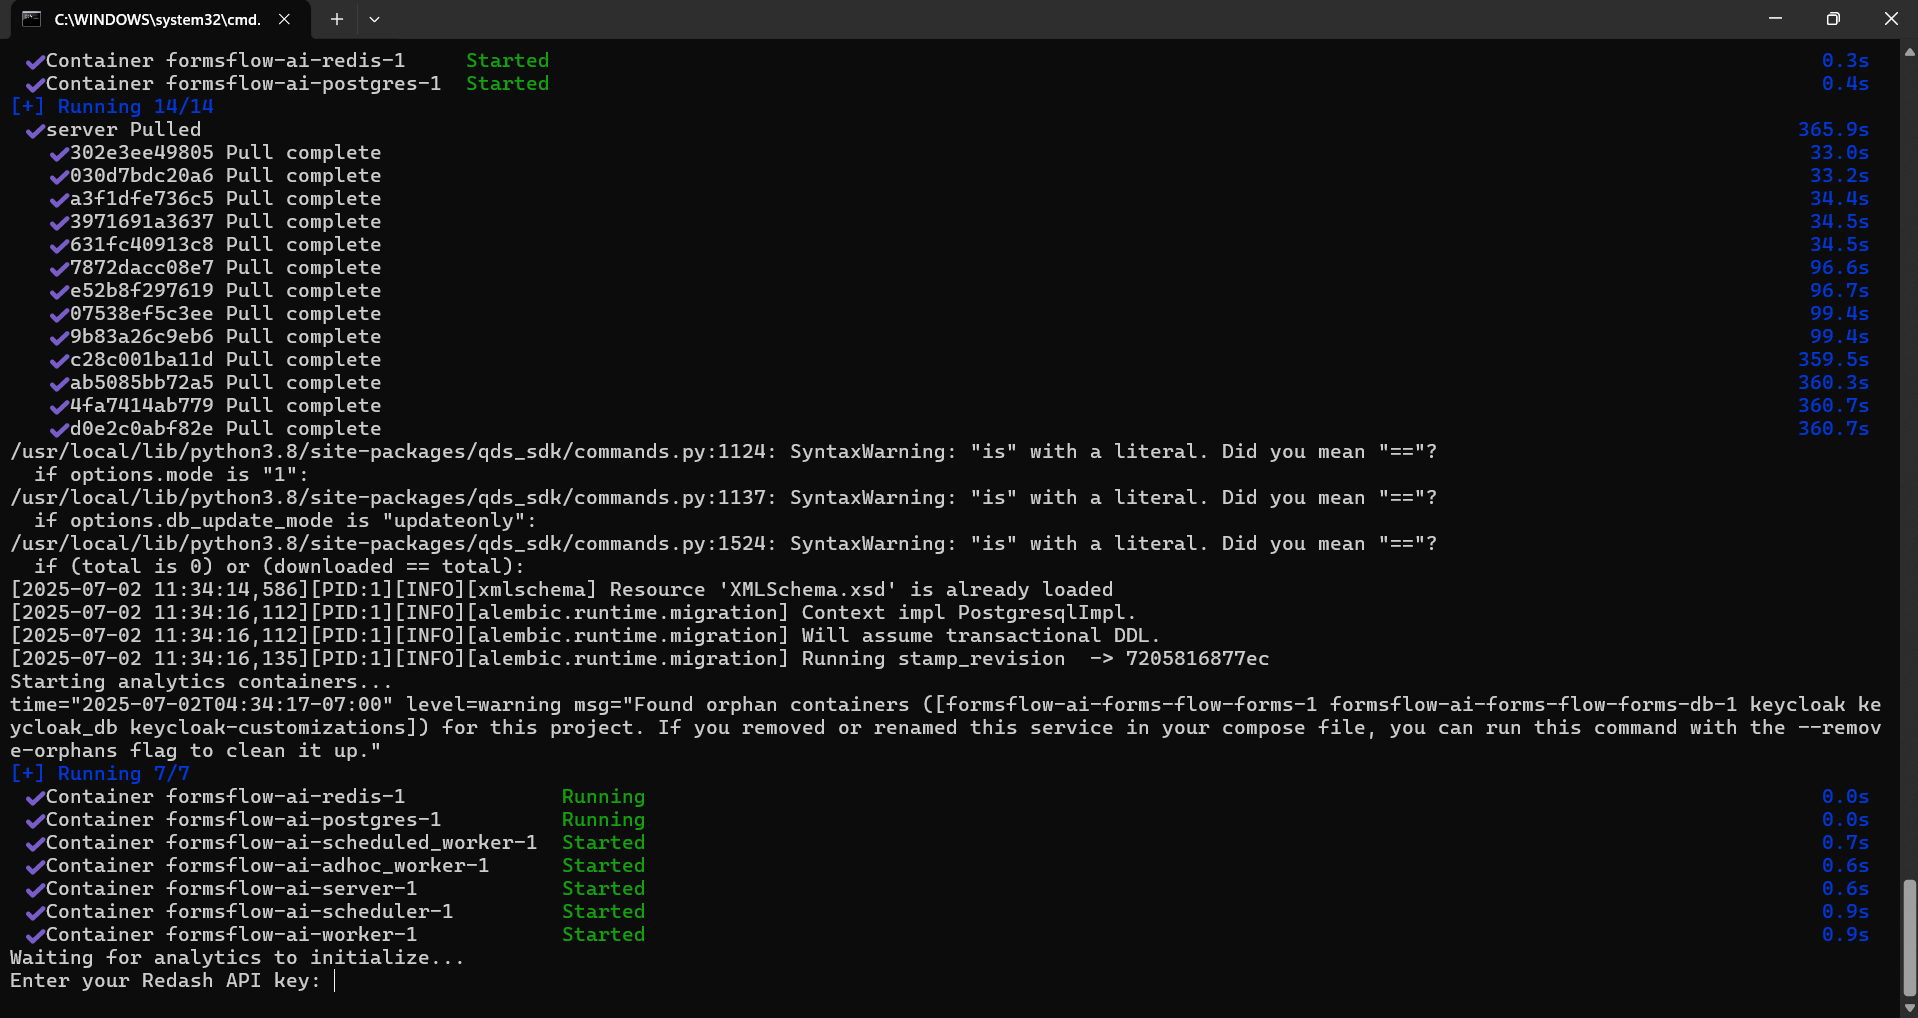 C:\WINDOWS\system32\cmd.
Container formsflow-ai-redis-1 Started 0.3s
Container formsflow-ai-postgres-1 Started 0.4s
[+] Running 14/14
server Pulled 365.9s
302e3ee49805 Pull complete 33.0s
030d7bdc20a6 Pull complete 33.2s
a3f1dfe736c5 Pull complete 34.4s
3971691a3637 Pull complete 34.5s
631fc40913c8 Pull complete 34.5s
7872dacc08e7 Pull complete 96.6s
e52b8f297619 Pull complete 96.7s
07538ef5c3ee Pull complete 99.4s
9b83a26c9eb6 Pull complete 99.4s
c28c001ba11d Pull complete 359.5s
ab5085bb72a5 Pull complete 360.3s
4fa7414ab779 Pull complete 360.7s
d0e2c0abf82e Pull complete 360.7s
/usr/local/lib/python3.8/site-packages/qds_sdk/commands.py:1124: SyntaxWarning: "is" with a literal. Did you mean "=="?
if options.mode is "1":
/usr/local/lib/python3.8/site-packages/qds_sdk/commands.py:1137: SyntaxWarning: "is" with a literal. Did you mean "=="?
if options.db_update_mode is "updateonly":
/usr/local/lib/python3.8/site-packages/qds_sdk/commands.py:1524: SyntaxWarning: "is" with a literal. Did you mean "=="?
if (total is 0) or (downloaded == total):
[2025-07-02 11:34:14,586][PID:1][INFO][xmlschema] Resource 'XMLSchema.xsd' is already loaded
[2025-07-02 11:34:16,112][PID:1][INFO][alembic.runtime.migration] Context impl PostgresqlImpl.
[2025-07-02 11:34:16,112][PID:1][INFO][alembic.runtime.migration] Will assume transactional DDL.
[2025-07-02 11:34:16,135][PID:1][INFO][alembic.runtime.migration] Running stamp_revision  -> 7205816877ec
Starting analytics containers...
time="2025-07-02T04:34:17-07:00" level=warning msg="Found orphan containers ([formsflow-ai-forms-flow-forms-1 formsflow-ai-forms-flow-forms-db-1 keycloak ke
ycloak_db keycloak-customizations]) for this project. If you removed or renamed this service in your compose file, you can run this command with the --remov
e-orphans flag to clean it up."
[+] Running 7/7
Container formsflow-ai-redis-1 Running 0.0s
Container formsflow-ai-postgres-1 Running 0.0s
Container formsflow-ai-scheduled_worker-1 Started 0.7s
Container formsflow-ai-adhoc_worker-1 Started 0.6s
Container formsflow-ai-server-1 Started 0.6s
Container formsflow-ai-scheduler-1 Started 0.9s
Container formsflow-ai-worker-1 Started 0.9s
Waiting for analytics to initialize...
Enter your Redash API key: